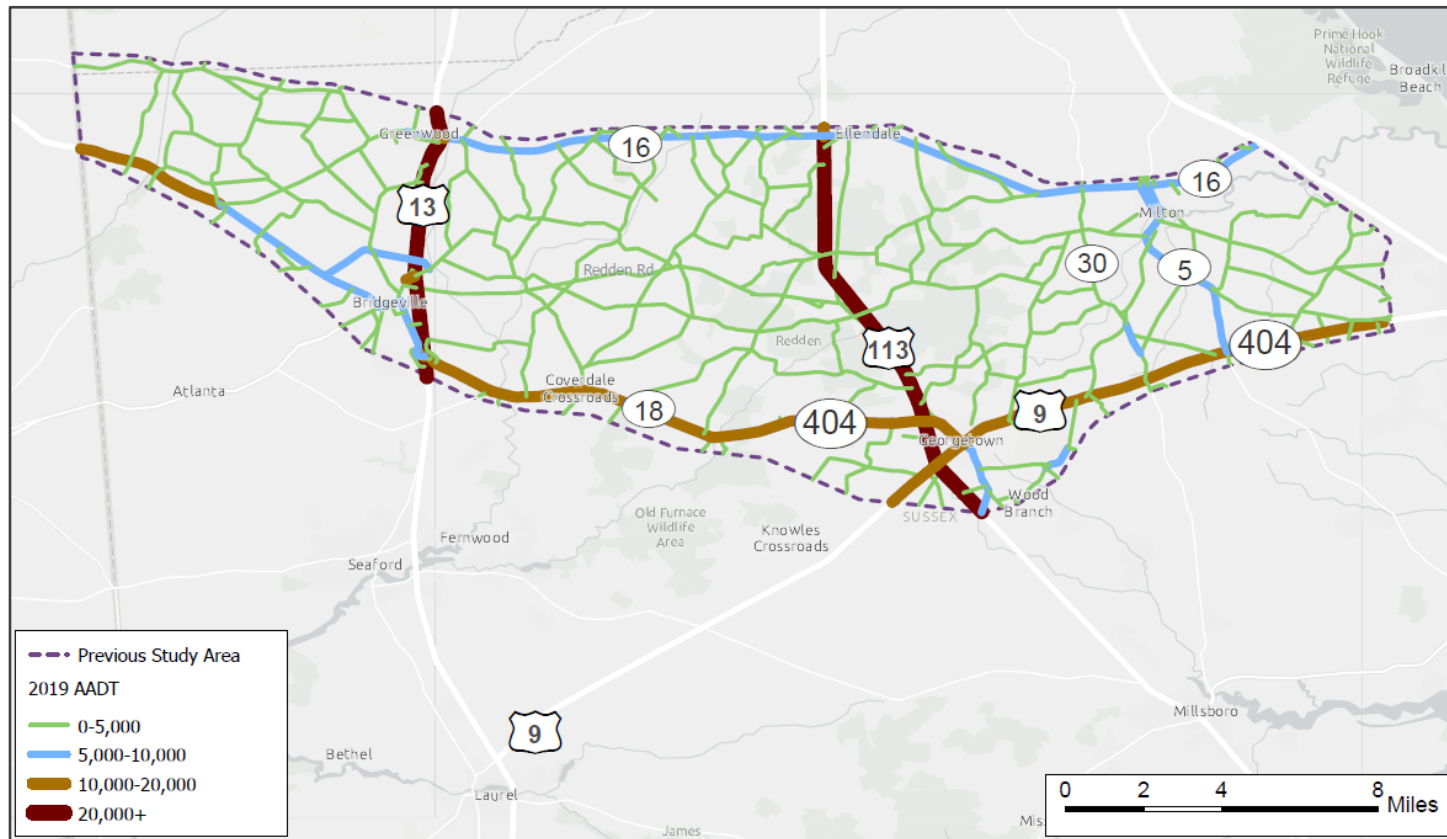 Prime Hook
National
Wildlife
Refuge
Broadkil
Beach
Greenwood
Ellendale
16
16
13
Milton
30
5
Redden Rd
Bridgeville
Redden
113
404
Atlanta
Coverdale
Crossroads
18
404
9
Georgetown
Wood
Branch
SUSSEX
Old Furnace
Wildlife
Area
Knowles
Crossroads
Fernwood
Seaford
Previous Study Area
2019 AADT
0-5,000
5,000-10,000
10,000-20,000
20,000+
Millsboro
9
Bethel
Laurel
James
Mis
0 2 4 8
Miles